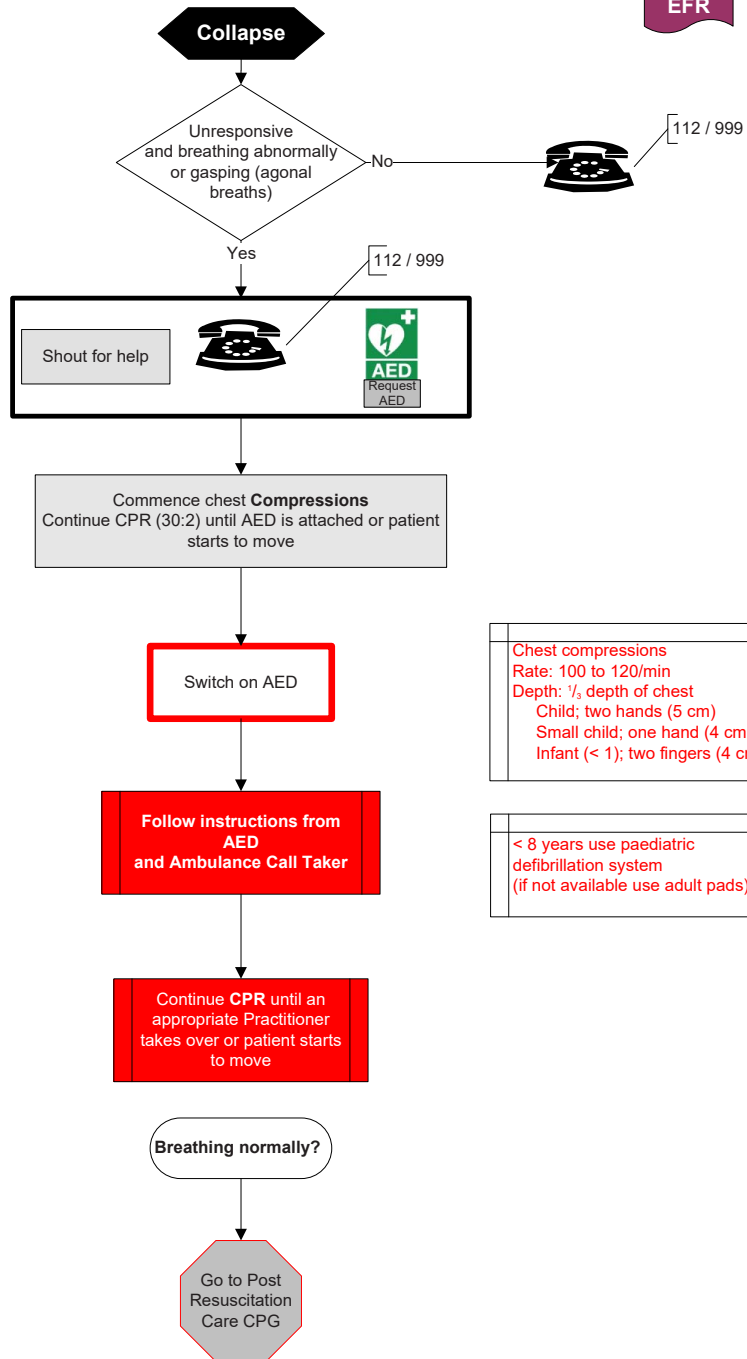 EFR
Collapse
Unresponsive
and breathing abnormally
or gasping (agonal
breaths)
No
112 / 999
Yes
112 / 999
Shout for help
AED
Request
AED
Commence chest Compressions
Continue CPR (30:2) until AED is attached or patient
starts to move
Switch on AED
Chest compressions
Rate: 100 to 120/min
Depth: 1/3 depth of chest
Child; two hands (5 cm)
Small child; one hand (4 cm
Infant (< 1); two fingers (4 c
Follow instructions from
AED
and Ambulance Call Taker
< 8 years use paediatric
defibrillation system
(if not available use adult pads)
Continue CPR until an
appropriate Practitioner
takes over or patient starts
to move
Breathing normally?
Go to Post
Resuscitation
Care CPG